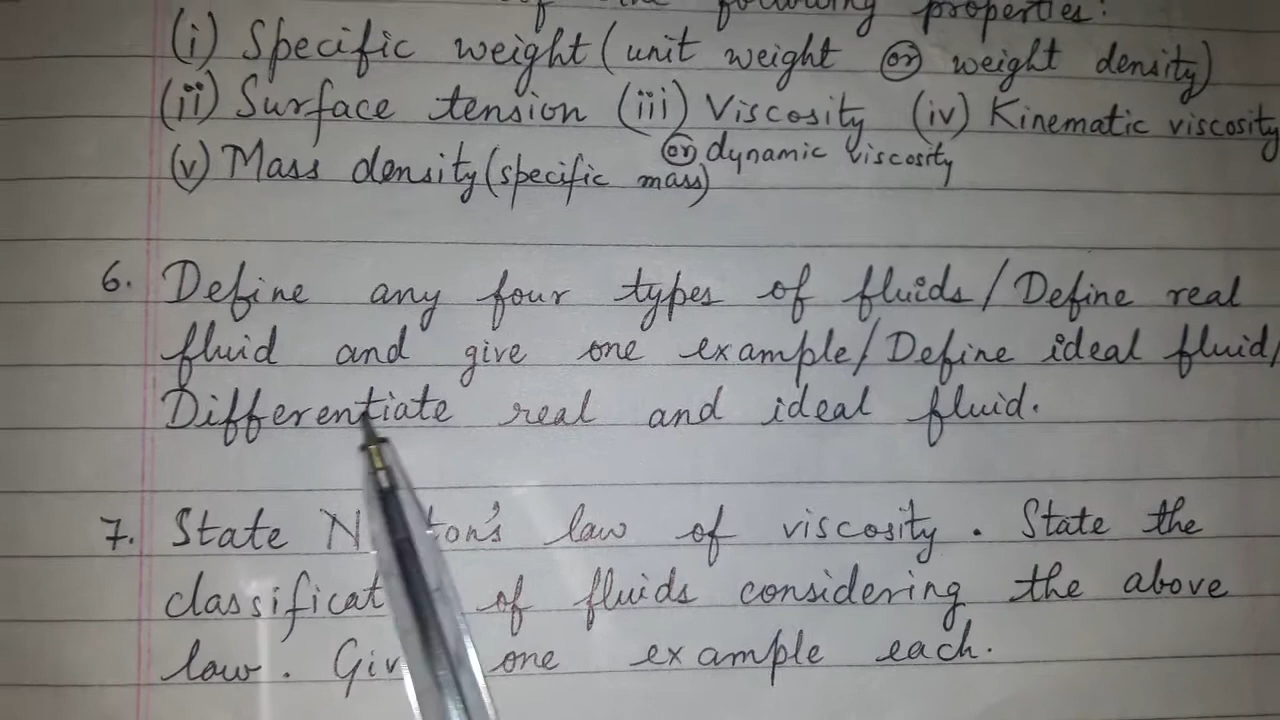 following properties:
(i) Specific weight (unit weight or weight density)
(ii) Surface tension (iii) Viscosity (iv) Kinematic viscosity
or dynamic viscosity
(v) Mass density (specific mass)
6. Define any four types of fluids/Define real
fluid and give one example/Define ideal fluid/
Differentiate real and ideal fluid.
7. State N ton's law of viscosity. State the
classificat of fluids considering the above
law. Giv one example each.